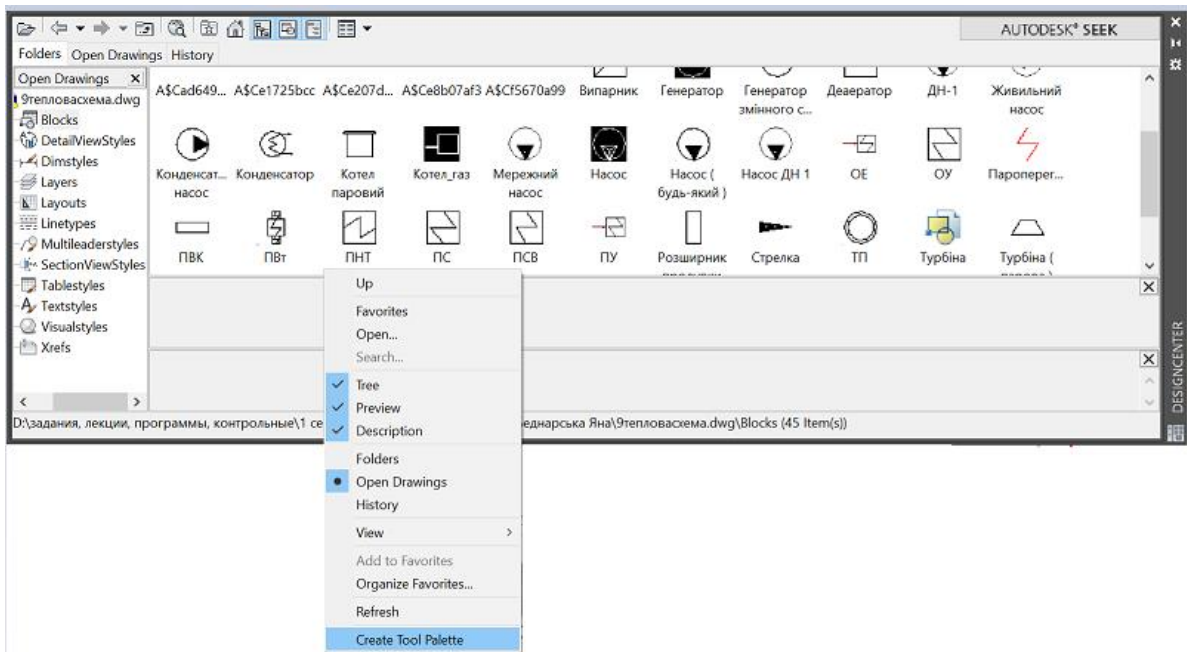 AUTODESK® SEEK
Folders Open Drawings History
Open Drawings
9тепловасхема.dwg
Blocks
DetailViewStyles
Dimstyles
Layers
Layouts
Linetypes
Multileaderstyles
SectionViewStyles
Tablestyles
Textstyles
Visualstyles
Xrefs
A$Cad649... A$Ce1725bcc A$Ce207d... A$Ce8b07af3 A$Cf5670a99 Випарник Генератор Генератор Деаератор ДН-1 Живильний
змінного с... насос
Конденсат... Конденсатор Котел Котел_газ Мережний Насос Насос ( Насос ДН 1 ОЕ ОУ Пароперег...
насос паровий насос будь-який )
ПВК ПВт ПНТ ПС ПСВ ПУ Розширник Стрелка ТП Турбіна Турбіна (
Up
Favorites
Open...
Search...
Tree
Preview
Description
Folders
Open Drawings
History
View
Add to Favorites
Organize Favorites...
Refresh
Create Tool Palette
D:\задания, лекции, программы, контрольные\1 се
еднарська Яна\9тепловасхема.dwg\Blocks (45 Item(s))
DESIGNCENTER